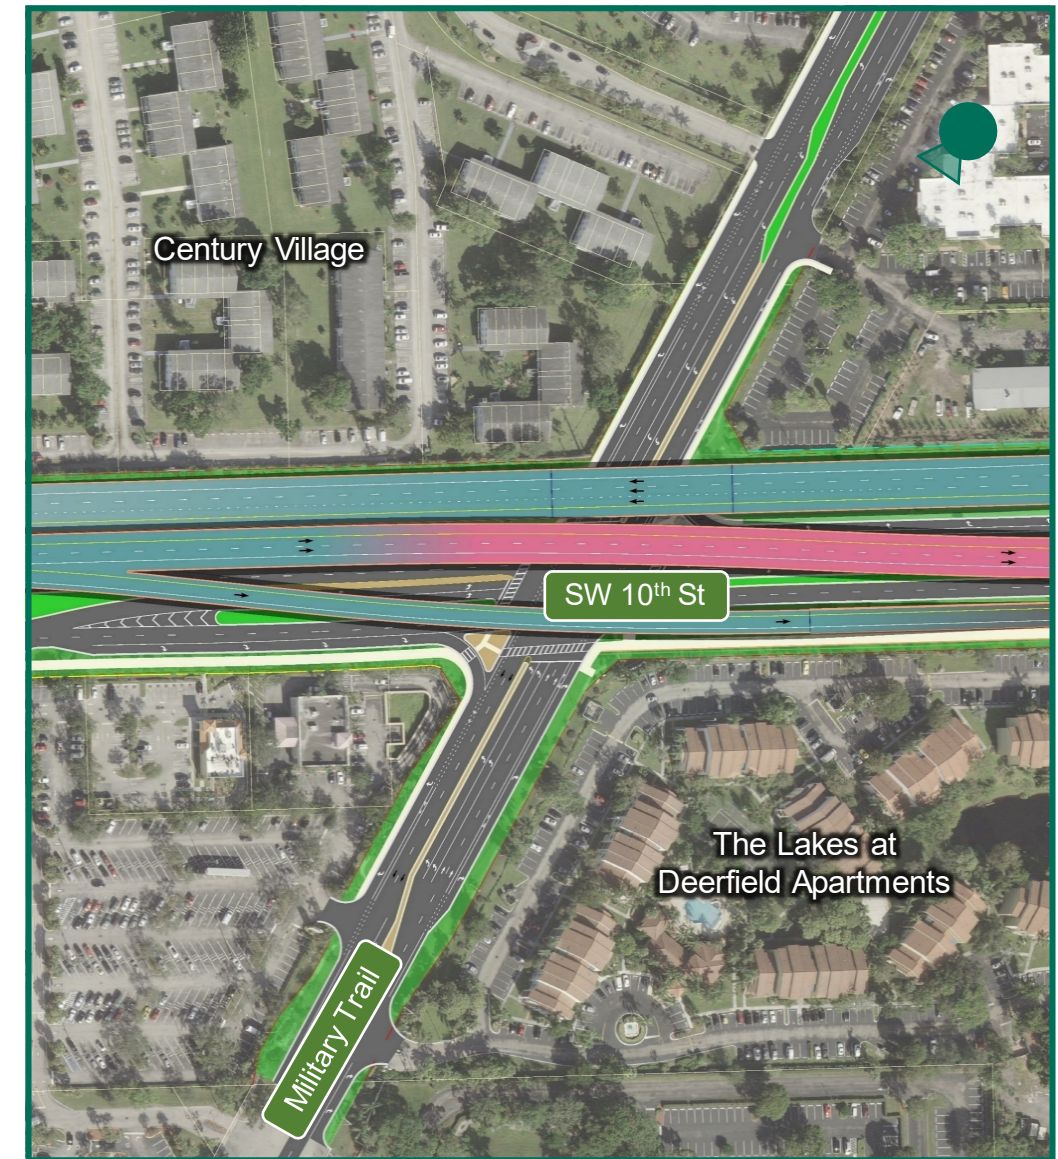 Century Village
SW 10th St
The Lakes at
Deerfield Apartments
Military Trail